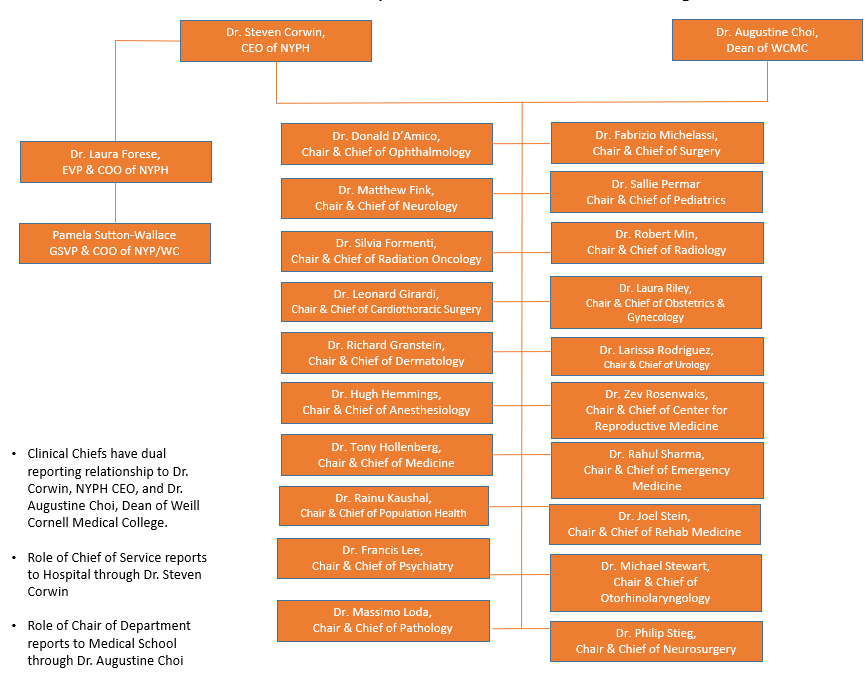 Dr. Steven Corwin,
CEO of NYPH
Dr. Augustine Choi,
Dean of WCMC
Dr. Laura Forese,
EVP & COO of NYPH
Pamela Sutton-Wallace
GSVP & COO of NYP/WC
Dr. Donald D’Amico,
Chair & Chief of Ophthalmology
Dr. Matthew Fink,
Chair & Chief of Neurology
Dr. Silvia Formenti,
Chair & Chief of Radiation Oncology
Dr. Leonard Girardi,
Chair & Chief of Cardiothoracic Surgery
Dr. Richard Granstein,
Chair & Chief of Dermatology
Dr. Hugh Hemmings,
Chair & Chief of Anesthesiology
Dr. Tony Hollenberg,
Chair & Chief of Medicine
Dr. Rainu Kaushal,
Chair & Chief of Population Health
Dr. Francis Lee,
Chair & Chief of Psychiatry
Dr. Massimo Loda,
Chair & Chief of Pathology
Dr. Fabrizio Michelassi,
Chair & Chief of Surgery
Dr. Sallie Permar
Chair & Chief of Pediatrics
Dr. Robert Min,
Chair & Chief of Radiology
Dr. Laura Riley,
Chair & Chief of Obstetrics &
Gynecology
Dr. Larissa Rodriguez,
Chair & Chief of Urology
Dr. Zev Rosenwaks,
Chair & Chief of Center for
Reproductive Medicine
Dr. Rahul Sharma,
Chair & Chief of Emergency
Medicine
Dr. Joel Stein,
Chair & Chief of Rehab Medicine
Dr. Michael Stewart,
Chair & Chief of
Otorhinolaryngology
Dr. Philip Stieg,
Chair & Chief of Neurosurgery
• Clinical Chiefs have dual
reporting relationship to Dr.
Corwin, NYPH CEO, and Dr.
Augustine Choi, Dean of Weill
Cornell Medical College.
• Role of Chief of Service reports
to Hospital through Dr. Steven
Corwin
• Role of Chair of Department
reports to Medical School
through Dr. Augustine Choi